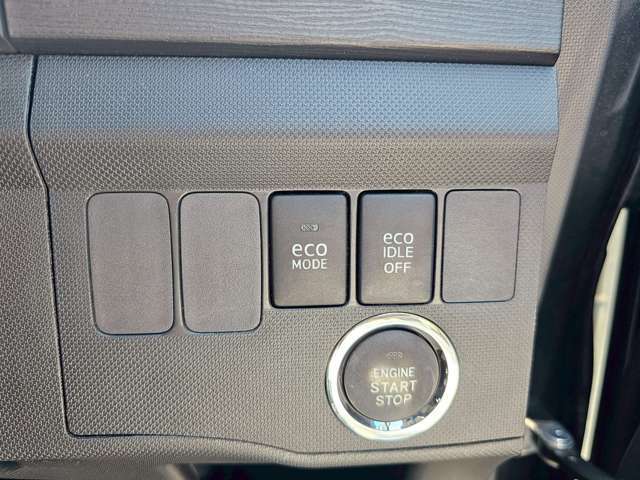 eco
MODE
eco
IDLE
OFF
ENGINE
START
STOP